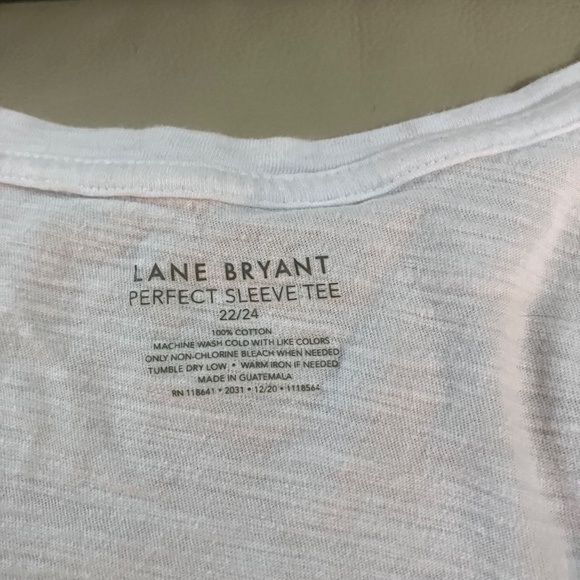 LANE BRYANT
PERFECT SLEEVE TEE
22/24
100% COTTON
MACHINE WASH COLD WITH LIKE COLORS
ONLY NON-CHLORINE BLEACH WHEN NEEDED
TUMBLE DRY LOW • WARM IRON IF NEEDED
MADE IN GUATEMALA
RN 118641 • 2031 • 12/20 • 1118564